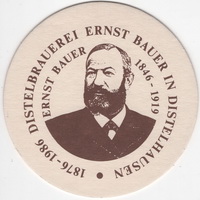 1876-1986 DISTELBRAUEREI ERNST BAUER IN DISTELHAUSEN
ERNST BAUER
1846-1919